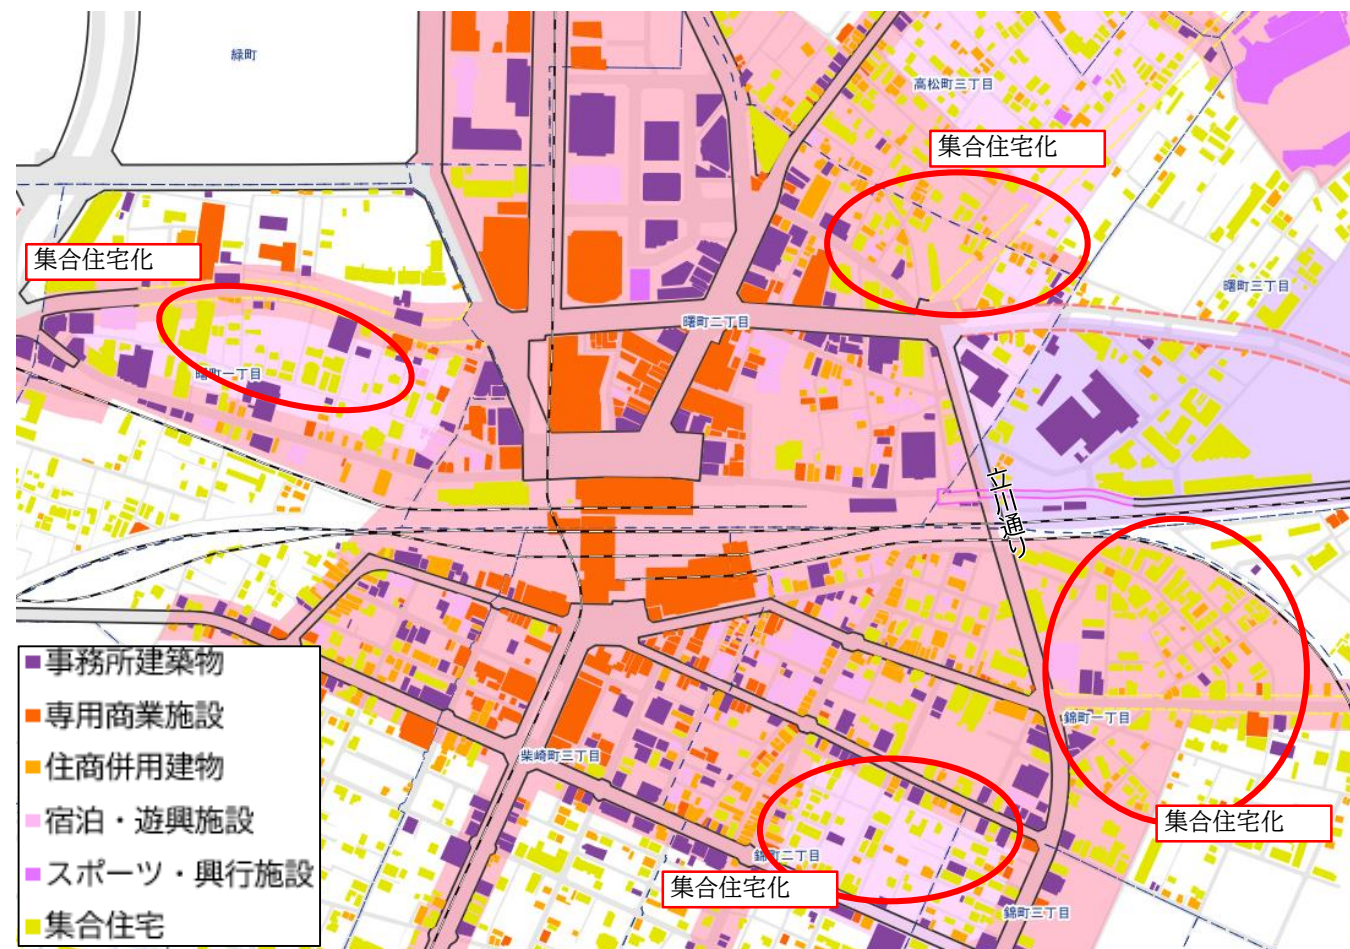 緑町
高松町三丁目
集合住宅化
集合住宅化
曙町三丁目
曙町二丁目
曙町一丁目
立川通り
事務所建築物
専用商業施設
住商併用建物
宿泊・遊興施設
スポーツ・興行施設
集合住宅
錦町一丁目
柴崎町三丁目
集合住宅化
錦町二丁目
集合住宅化
錦町三丁目